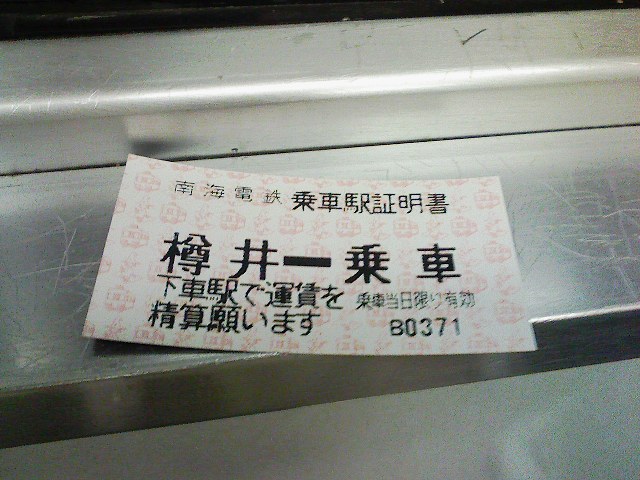 南海電鉄 乗車駅証明書
樽井━乗車
下車駅で運賃を 乗車当日限り有効
精算願います B0371